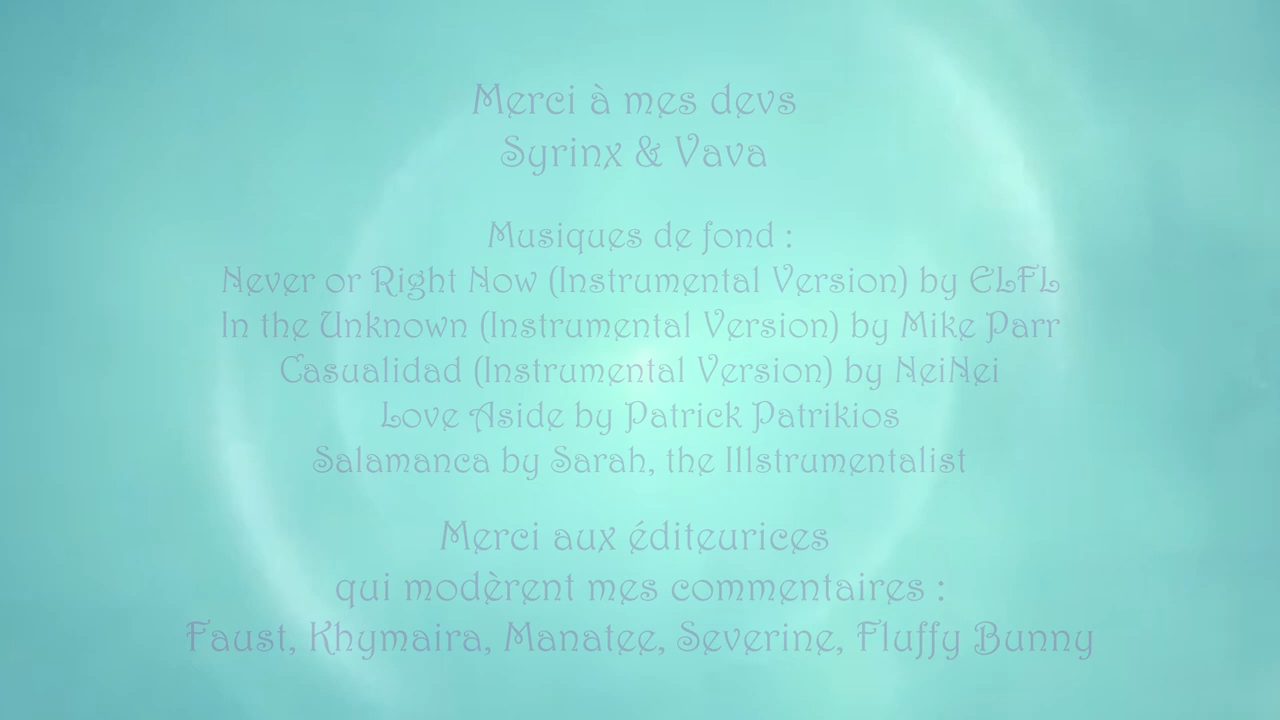 Merci à mes devs
Syrinx & Vava
Musiques de fond :
Never or Right Now (Instrumental Version) by ELFL
In the Unknown (Instrumental Version) by Mike Parr
Casualidad (Instrumental Version) by NeiNei
Love Aside by Patrick Patrikios
Salamanca by Sarah, the Illstrumentalist
Merci aux éditeurices
qui modèrent mes commentaires :
Faust, Khymaira, Manatee, Severine, Fluffy Bunny